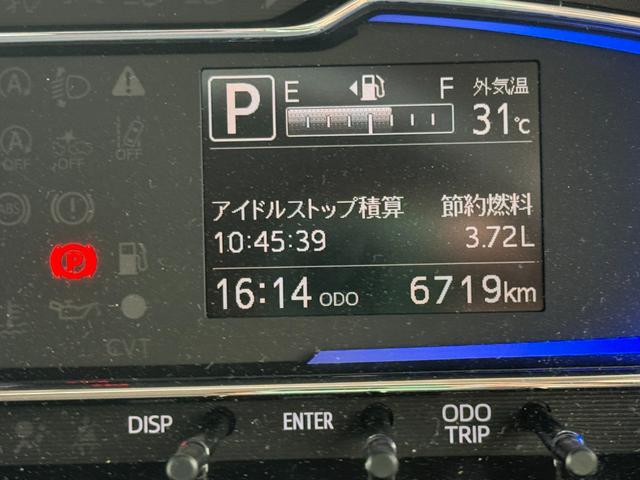 P E F 外気温
31℃
アイドルストップ積算 節約燃料
10:45:39 3.72L
16:14 ODO 6719km
A
A OFF
OFF
ABS
P
CVT
DISP ENTER ODO TRIP